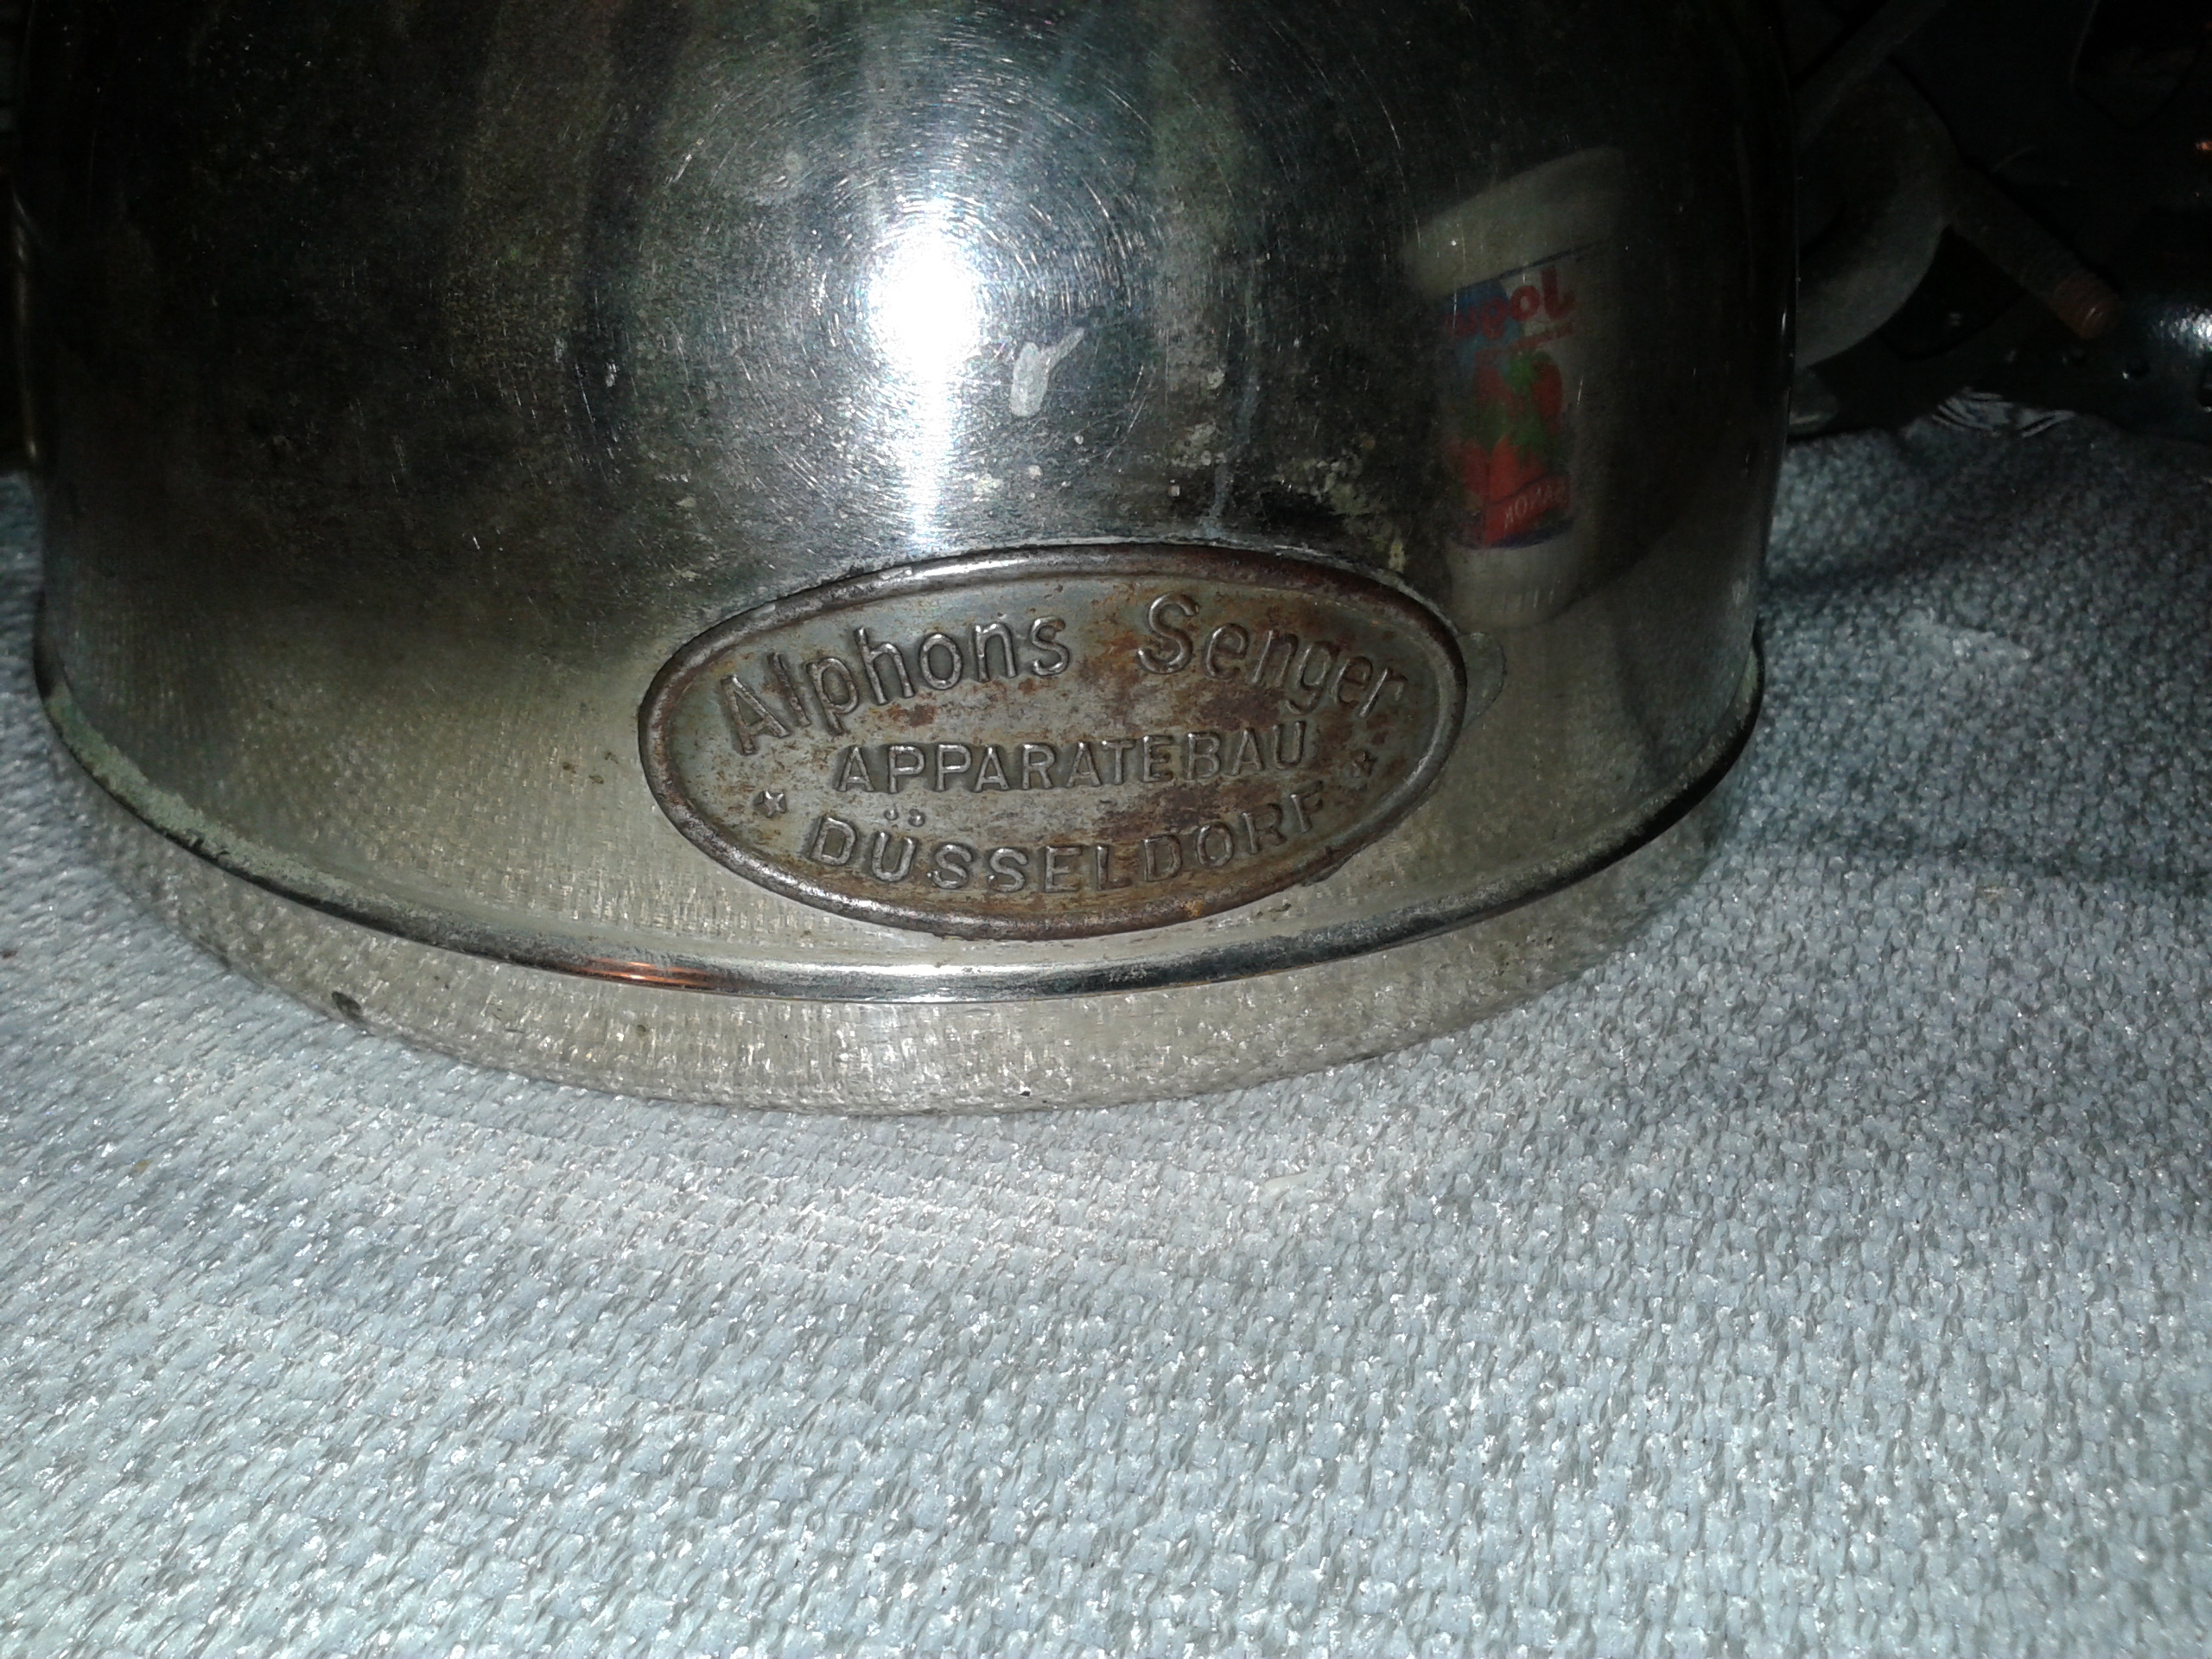 Alphons Senger
APPARATEBAU
DÜSSELDORF